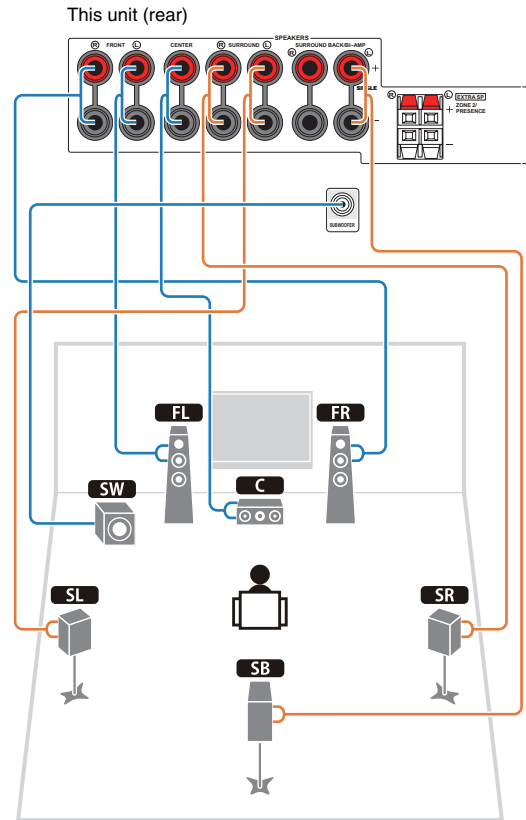 This unit (rear)
SPEAKERS
R FRONT L CENTER R SURROUND L SURROUND BACK/BI-AMP
R L
+
SINGLE
-
R L EXTRA SP
ZONE 2/
PRESENCE
+
-
SUBWOOFER
FL FR
SW C
SL SR
SB